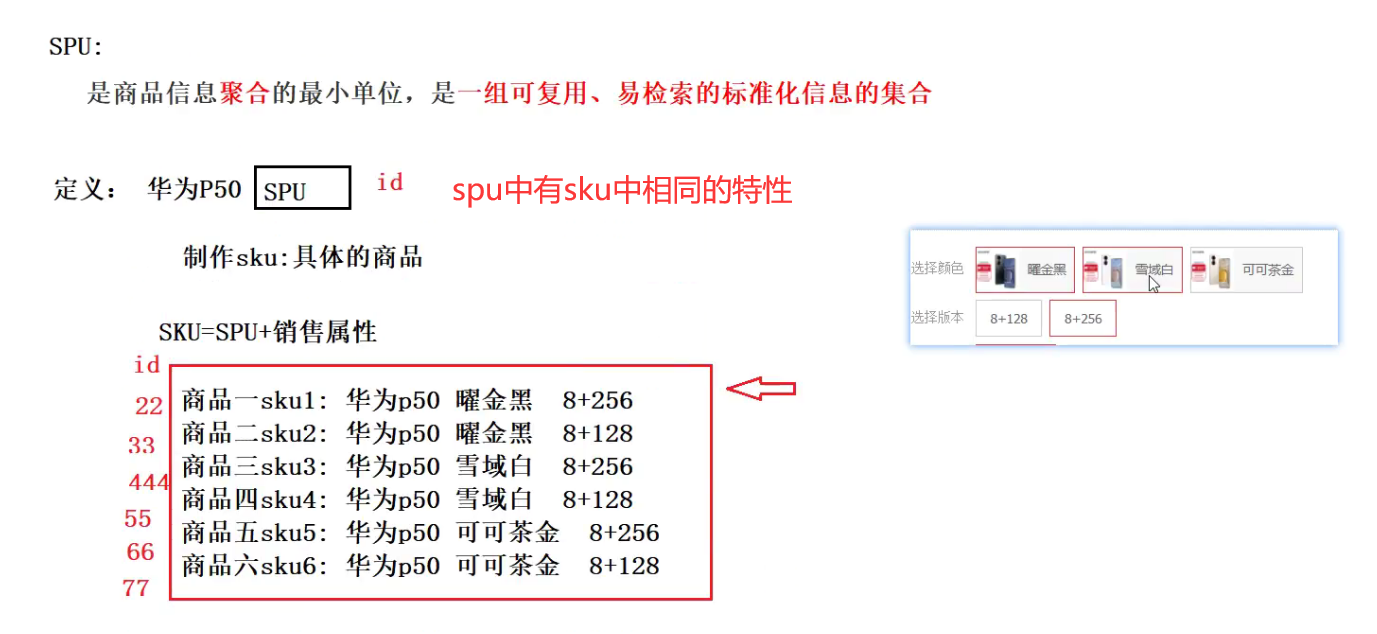 SPU:
是商品信息聚合的最小单位，是一组可复用、易检索的标准化信息的集合
定义： 华为P50 SPU id spu中有sku中相同的特性
制作sku:具体的商品
选择颜色 曜金黑 雪域白 可可茶金
选择版本 8+128 8+256
SKU=SPU+销售属性
id
22 商品一sku1: 华为p50 曜金黑 8+256
33 商品二sku2: 华为p50 曜金黑 8+128
444 商品三sku3: 华为p50 雪域白 8+256
55 商品四sku4: 华为p50 雪域白 8+128
66 商品五sku5: 华为p50 可可茶金 8+256
77 商品六sku6: 华为p50 可可茶金 8+128